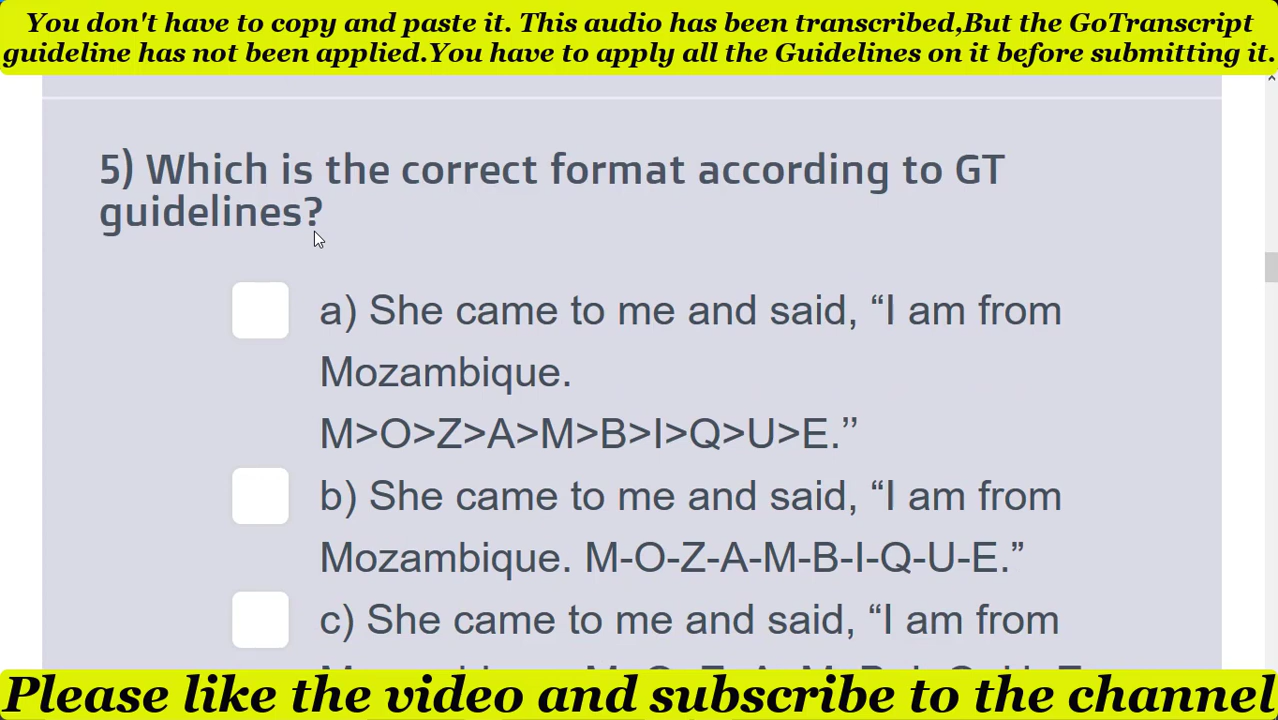 You don't have to copy and paste it. This audio has been transcribed,But the GoTranscript
guideline has not been applied.You have to apply all the Guidelines on it before submitting it.
5) Which is the correct format according to GT
guidelines?
a) She came to me and said, “I am from
Mozambique.
M>O>Z>A>M>B>I>Q>U>E.’’
b) She came to me and said, “I am from
Mozambique. M-O-Z-A-M-B-I-Q-U-E.”
c) She came to me and said, “I am from
Please like the video and subscribe to the channel